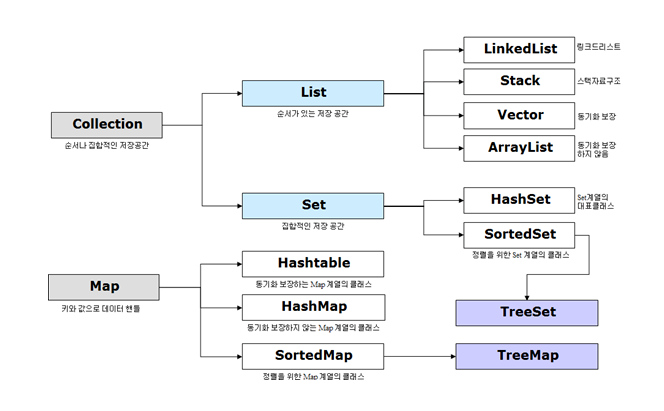 LinkedList
링크드리스트
List
순서가 있는 저장 공간
Stack
스택자료구조
Collection
순서나 집합적인 저장공간
Vector
동기화 보장
ArrayList
동기화 보장
하지 않음
Set
집합적인 저장 공간
HashSet
Set계열의
대표클래스
SortedSet
정렬을 위한 Set 계열의 클래스
Map
키와 값으로 데이터 핸들
Hashtable
동기화 보장하는 Map 계열의 클래스
HashMap
동기화 보장하지 않는 Map 계열의 클래스
TreeSet
SortedMap
정렬을 위한 Map 계열의 클래스
TreeMap